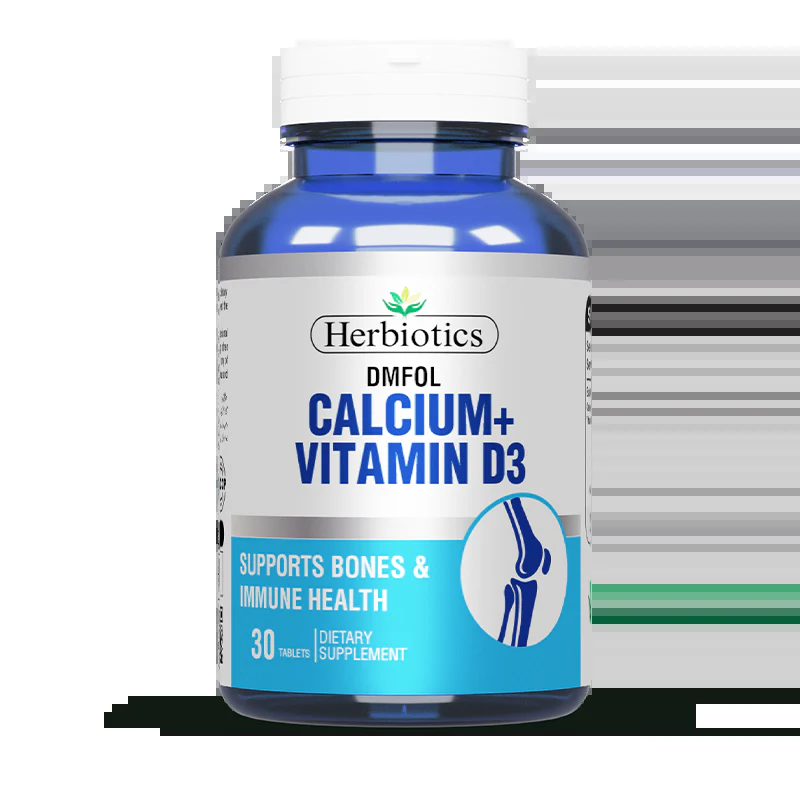 Herbiotics
DMFOL
CALCIUM+
VITAMIN D3
SUPPORTS BONES &
IMMUNE HEALTH
30 TABLETS
DIETARY
SUPPLEMENT